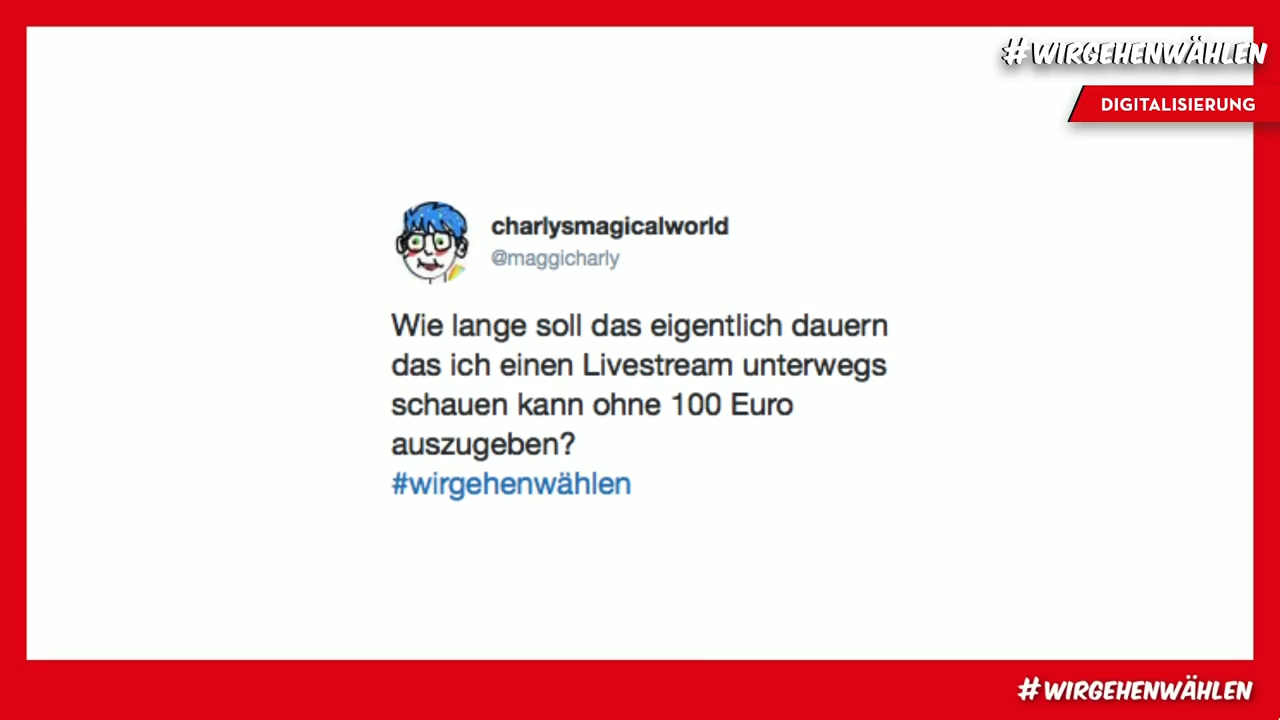 #WIRGEHENWÄHLEN
DIGITALISIERUNG
charlysmagicalworld
@maggicharly
Wie lange soll das eigentlich dauern
das ich einen Livestream unterwegs
schauen kann ohne 100 Euro
auszugeben?
#wirgehenwählen
#WIRGEHENWÄHLEN